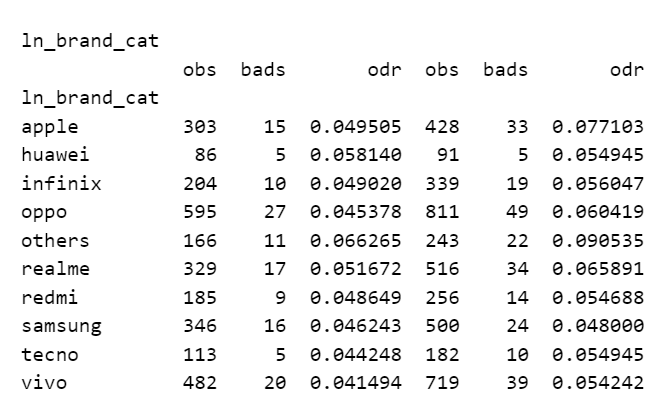 ln_brand_cat
obs bads odr obs bads odr
ln_brand_cat
apple 303 15 0.049505 428 33 0.077103
huawei 86 5 0.058140 91 5 0.054945
infinix 204 10 0.049020 339 19 0.056047
oppo 595 27 0.045378 811 49 0.060419
others 166 11 0.066265 243 22 0.090535
realme 329 17 0.051672 516 34 0.065891
redmi 185 9 0.048649 256 14 0.054688
samsung 346 16 0.046243 500 24 0.048000
tecno 113 5 0.044248 182 10 0.054945
vivo 482 20 0.041494 719 39 0.054242